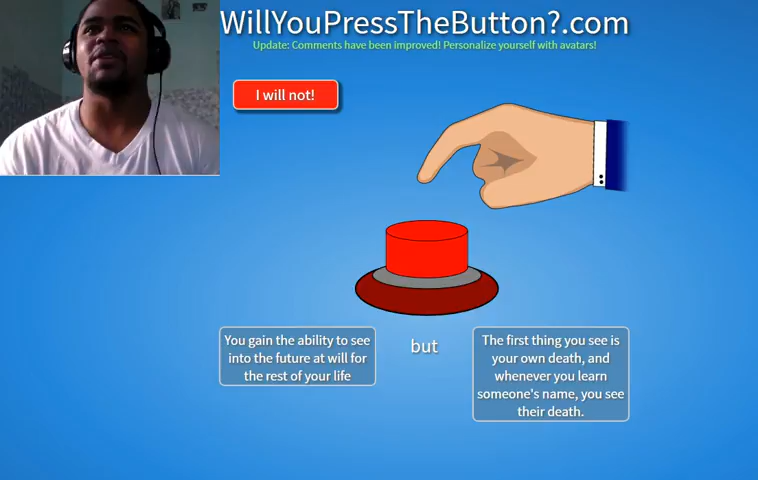 WillYouPressTheButton?.com
Update: Comments have been improved! Personalize yourself with avatars!
I will not!
You gain the ability to see
into the future at will for
the rest of your life
but
The first thing you see is
your own death, and
whenever you learn
someone's name, you see
their death.